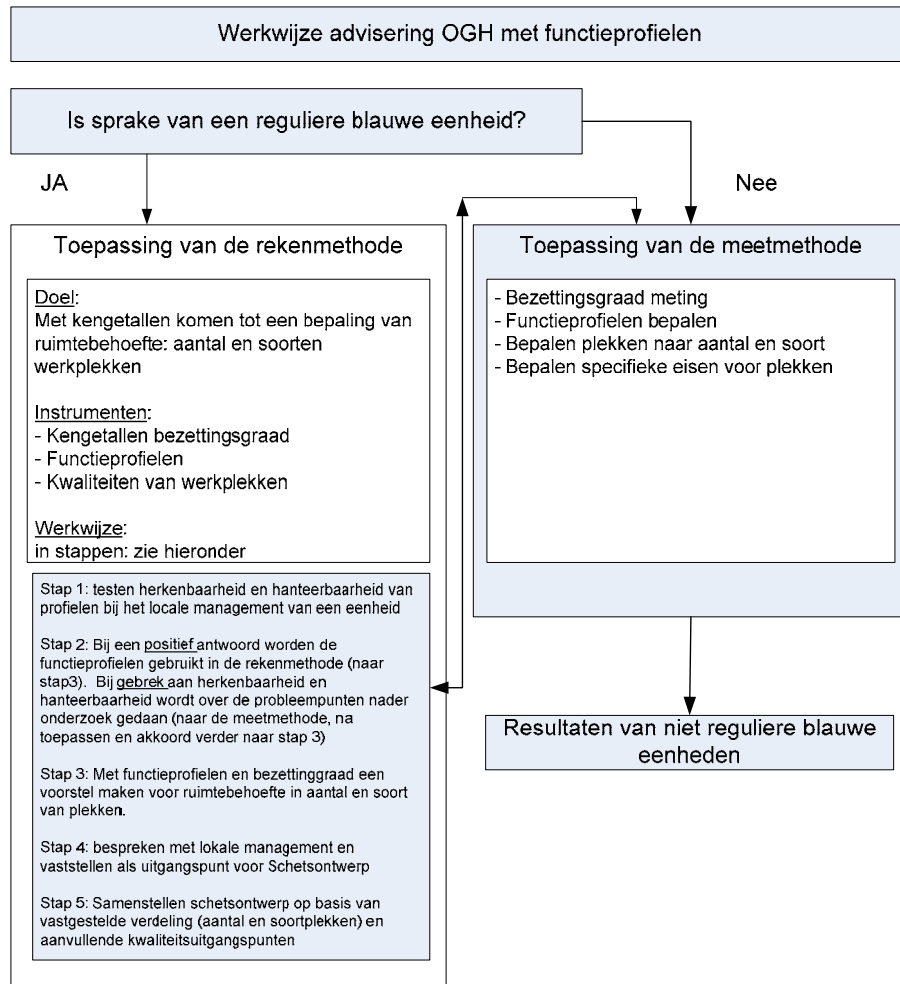 Werkwijze advisering OGH met functieprofielen
Is sprake van een reguliere blauwe eenheid?
JA
Nee
Toepassing van de rekenmethode
Doel:
Met kengetallen komen tot een bepaling van
ruimtebehoefte: aantal en soorten
werkplekken
Instrumenten:
- Kengetallen bezettingsgraad
- Functieprofielen
- Kwaliteiten van werkplekken
Werkwijze:
in stappen: zie hieronder
Stap 1: testen herkenbaarheid en hanteerbaarheid van
profielen bij het locale management van een eenheid
Stap 2: Bij een positief antwoord worden de
functieprofielen gebruikt in de rekenmethode (naar
stap3). Bij gebrek aan herkenbaarheid en
hanteerbaarheid wordt over de probleempunten nader
onderzoek gedaan (naar de meetmethode, na
toepassen en akkoord verder naar stap 3)
Stap 3: Met functieprofielen en bezettinggraad een
voorstel maken voor ruimtebehoefte in aantal en soort
van plekken.
Stap 4: bespreken met lokale management en
vaststellen als uitgangspunt voor Schetsontwerp
Stap 5: Samenstellen schetsontwerp op basis van
vastgestelde verdeling (aantal en soortplekken) en
aanvullende kwaliteitsuitgangspunten
Toepassing van de meetmethode
- Bezettingsgraad meting
- Functieprofielen bepalen
- Bepalen plekken naar aantal en soort
- Bepalen specifieke eisen voor plekken
Resultaten van niet reguliere blauwe
eenheden